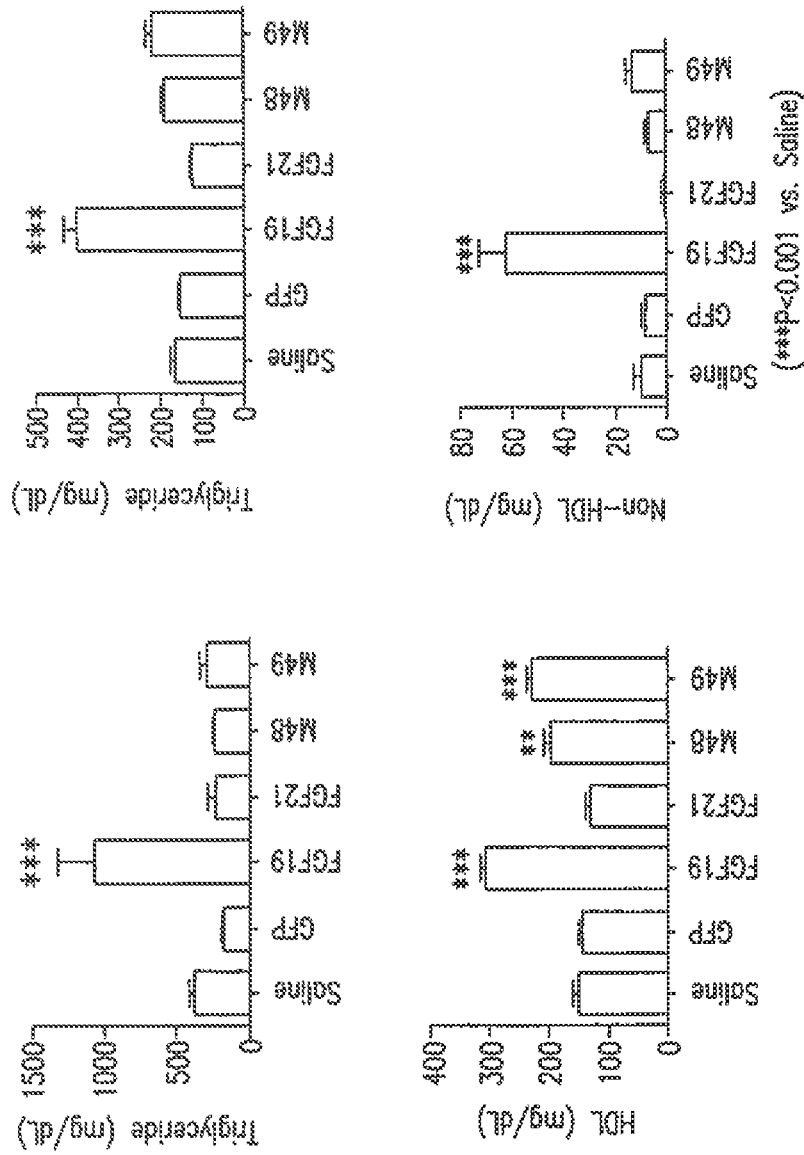 Triglyceride (mg/dL)
1500
1000
500
0
***
Saline
GFP
FGF19
FGF21
M48
M49
Triglyceride (mg/dL)
500
400
300
200
100
0
***
Saline
GFP
FGF19
FGF21
M48
M49
HDL (mg/dL)
400
300
200
100
0
***
**
***
Saline
GFP
FGF19
FGF21
M48
M49
Non-HDL (mg/dL)
80
60
40
20
0
***
Saline
GFP
FGF19
FGF21
M48
M49
(***P<0.001 vs. Saline)